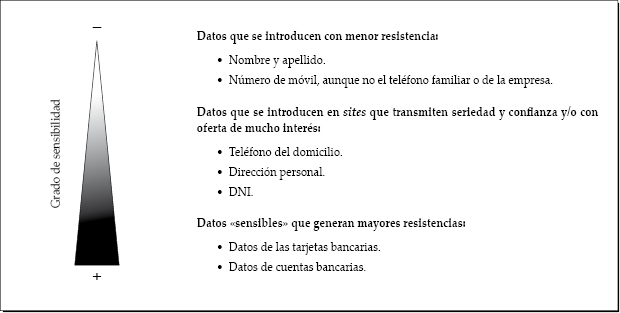 −
Datos que se introducen con menor resistencia:
• Nombre y apellido.
• Número de móvil, aunque no el teléfono familiar o de la empresa.
Grado de sensibilidad
Datos que se introducen en sites que transmiten seriedad y confianza y/o con
oferta de mucho interés:
• Teléfono del domicilio.
• Dirección personal.
• DNI.
Datos «sensibles» que generan mayores resistencias:
• Datos de las tarjetas bancarias.
• Datos de cuentas bancarias.
+